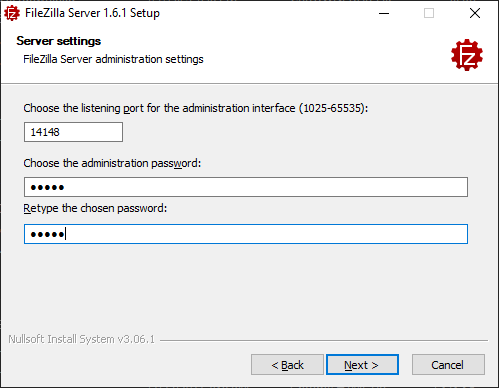 FileZilla Server 1.6.1 Setup
Server settings
FileZilla Server administration settings
Choose the listening port for the administration interface (1025-65535):
14148
Choose the administration password:
●●●●●
Retype the chosen password:
●●●●●
Nullsoft Install System v3.06.1
< Back Next > Cancel